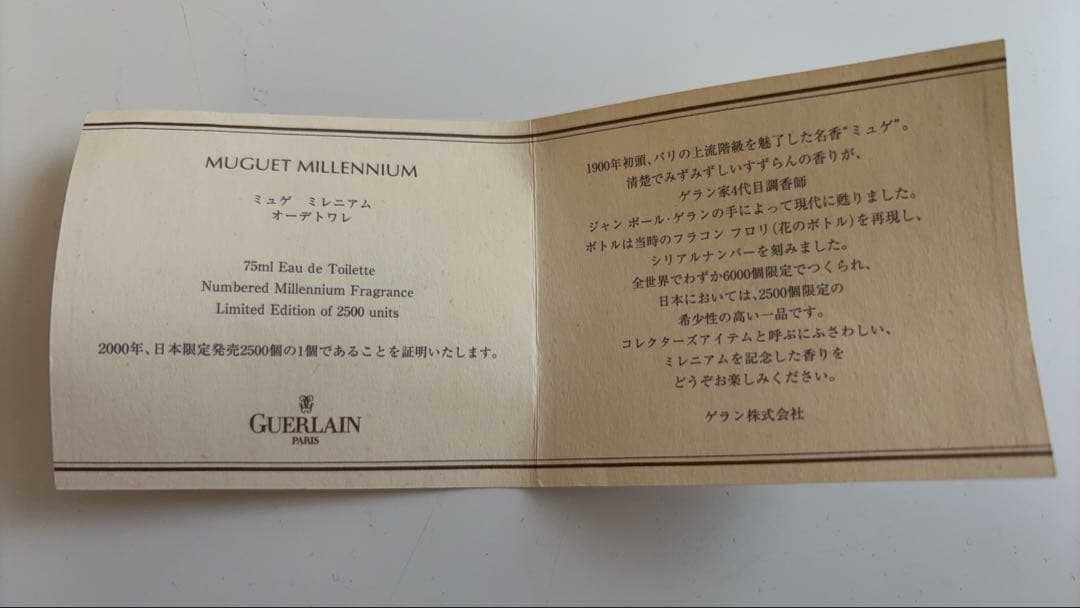 MUGUET MILLENNIUM
ミュゲ ミレニアム
オーデトワレ
75ml Eau de Toilette
Numbered Millennium Fragrance
Limited Edition of 2500 units
2000年、日本限定発売2500個の1個であることを証明いたします。
GUERLAIN
PARIS
1900年初頭、パリの上流階級を魅了した名香“ミュゲ”。
清楚でみずみずしいすずらんの香りが、
ゲラン家4代目調香師
ジャン ポール・ゲランの手によって現代に甦りました。
ボトルは当時のフラコン フロリ(花のボトル)を再現し、
シリアルナンバーを刻みました。
全世界でわずか6000個限定でつくられ、
日本においては、2500個限定の
希少性の高い一品です。
コレクターズアイテムと呼ぶにふさわしい、
ミレニアムを記念した香りを
どうぞお楽しみください。
ゲラン株式会社